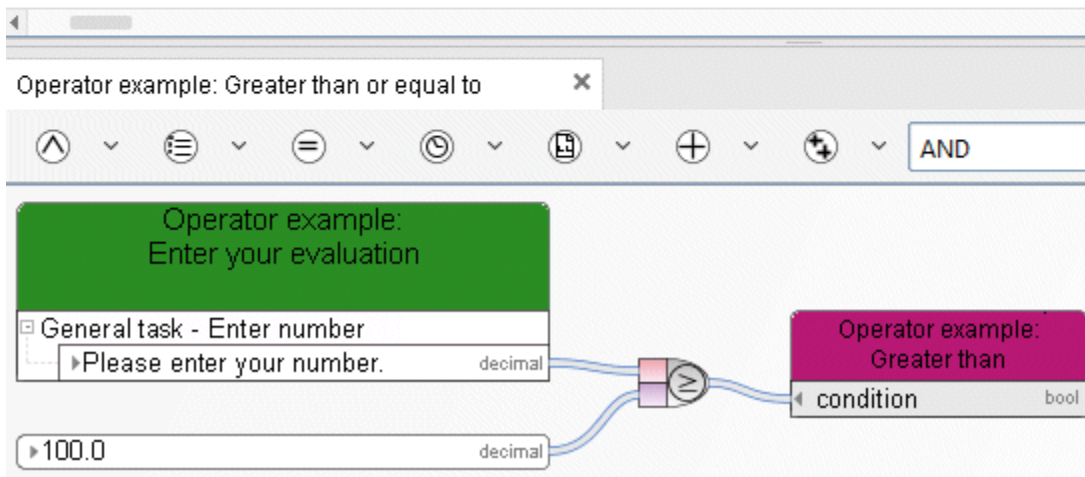 Operator example: Greater than or equal to
AND
Operator example:
Enter your evaluation
General task - Enter number
Please enter your number. decimal
100.0 decimal
≥
Operator example:
Greater than
condition bool